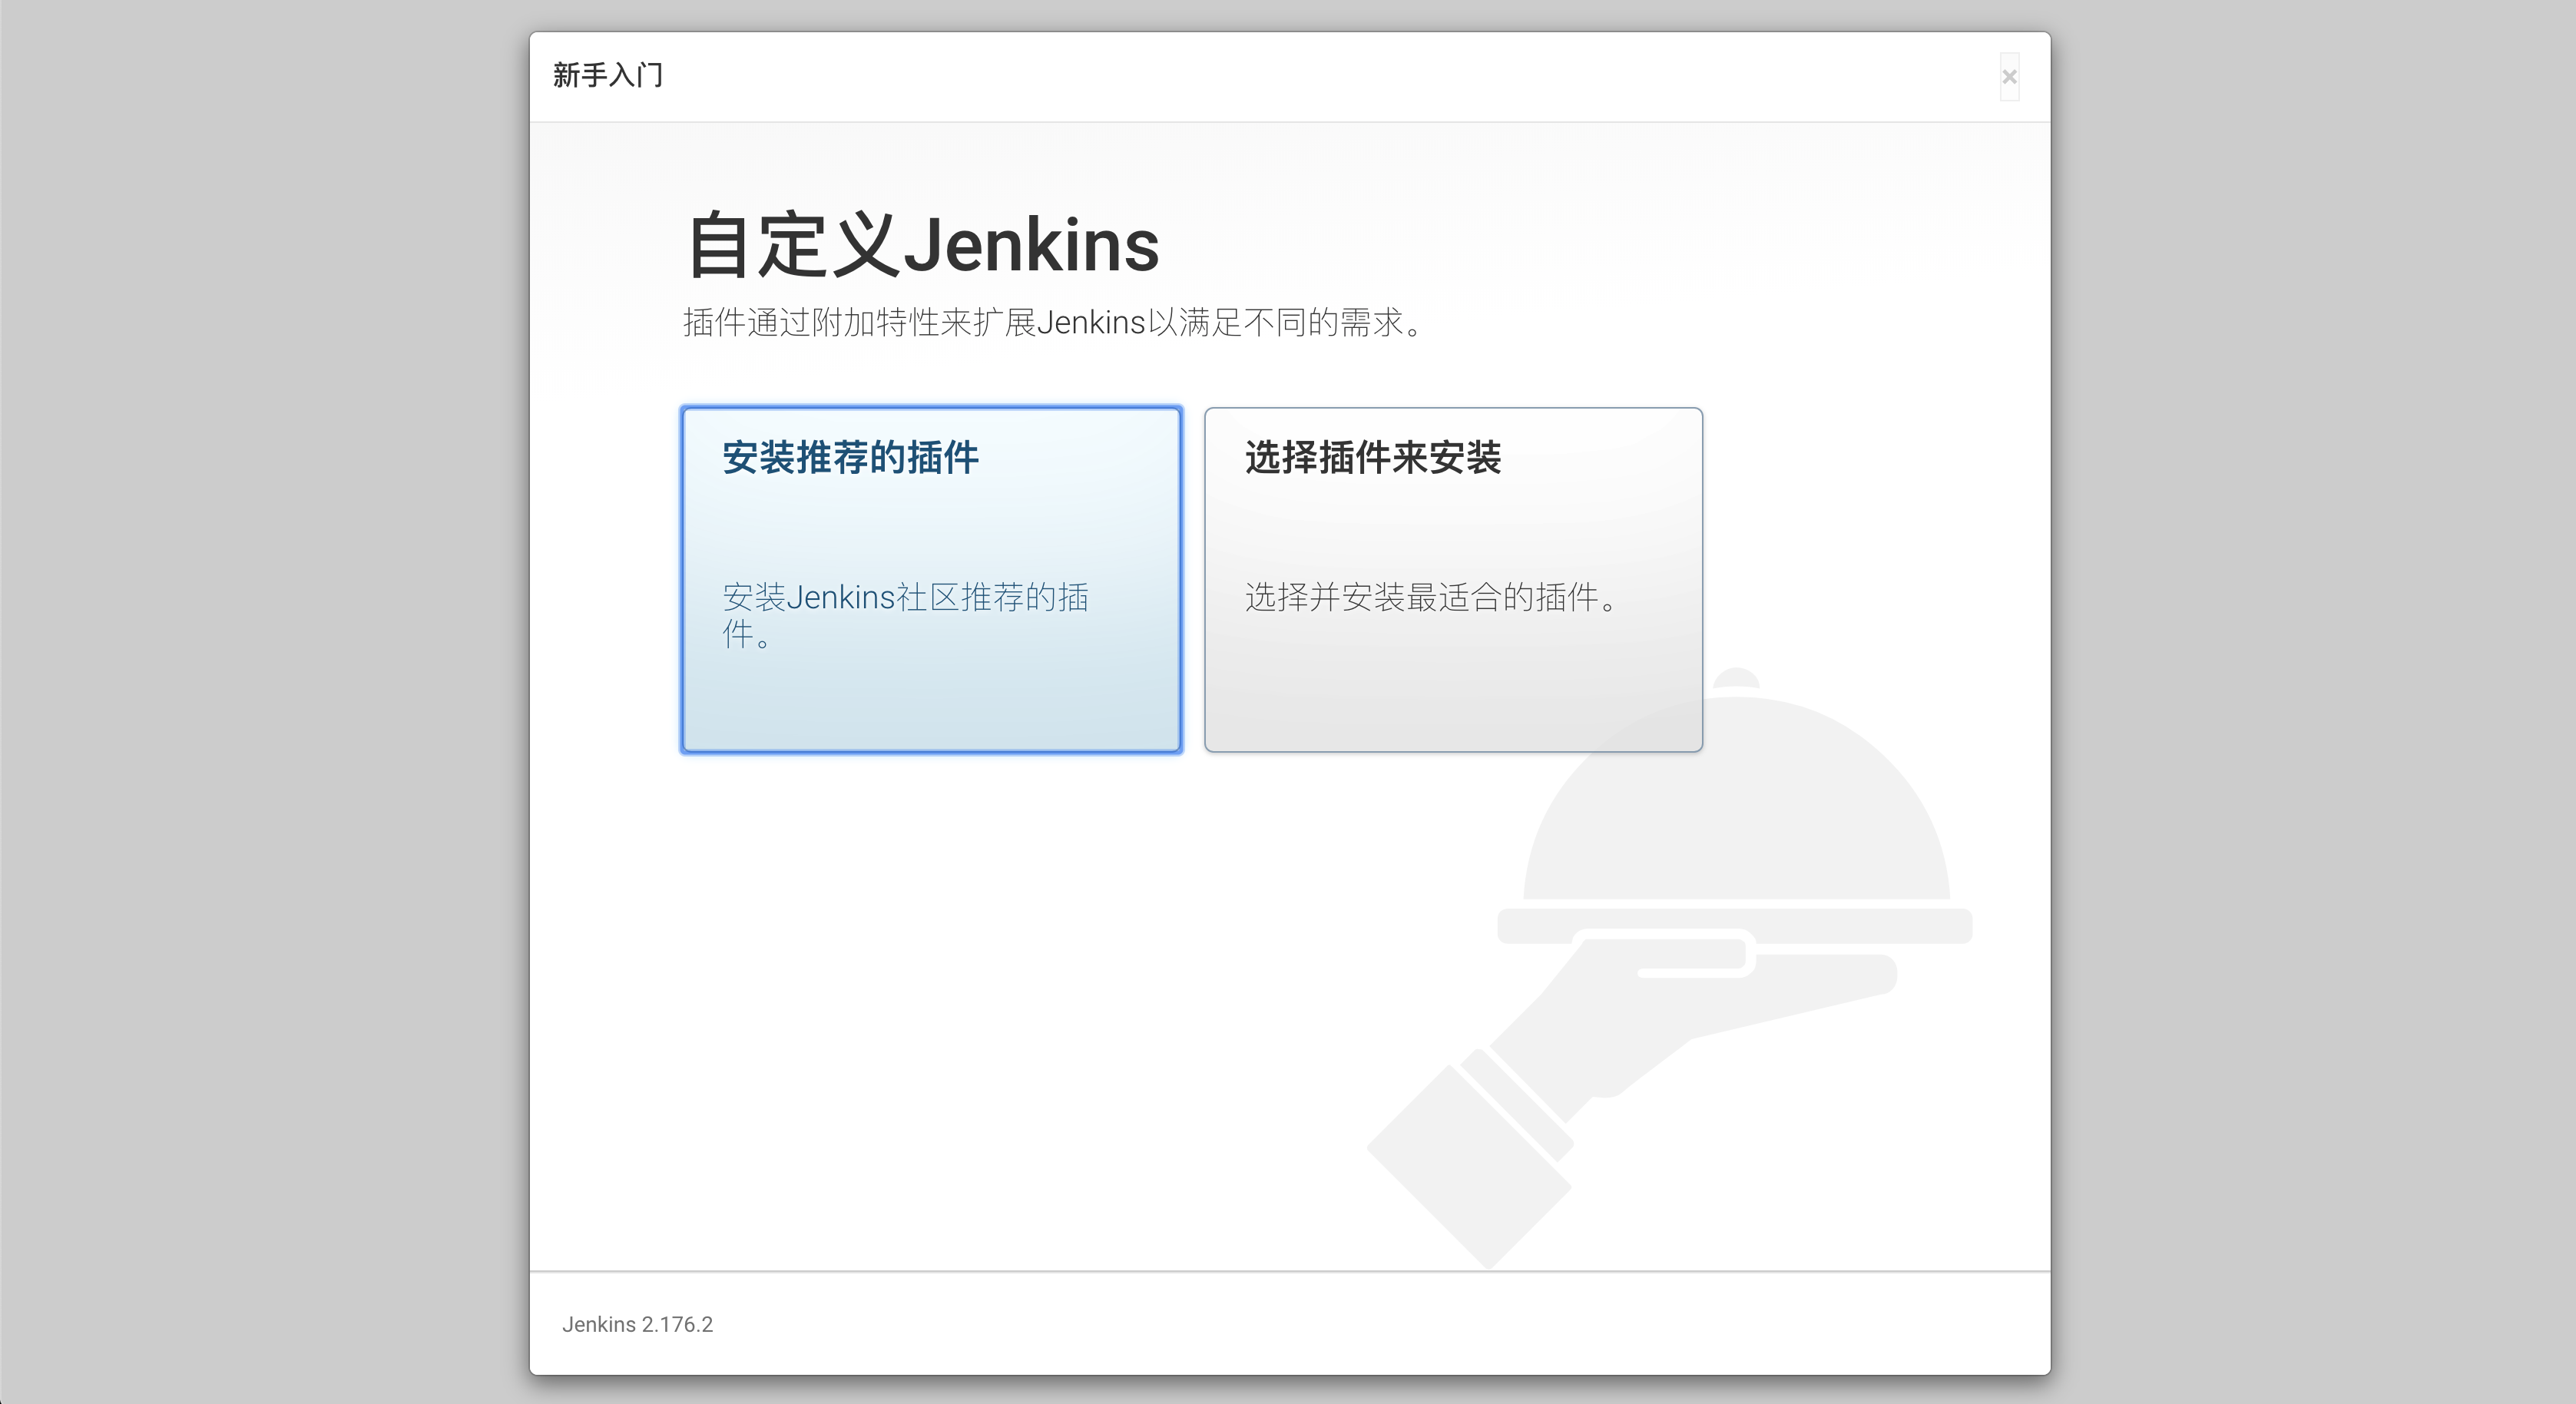 新手入门
×
自定义Jenkins
插件通过附加特性来扩展Jenkins以满足不同的需求。
安装推荐的插件
安装Jenkins社区推荐的插
件。
选择插件来安装
选择并安装最适合的插件。
Jenkins 2.176.2